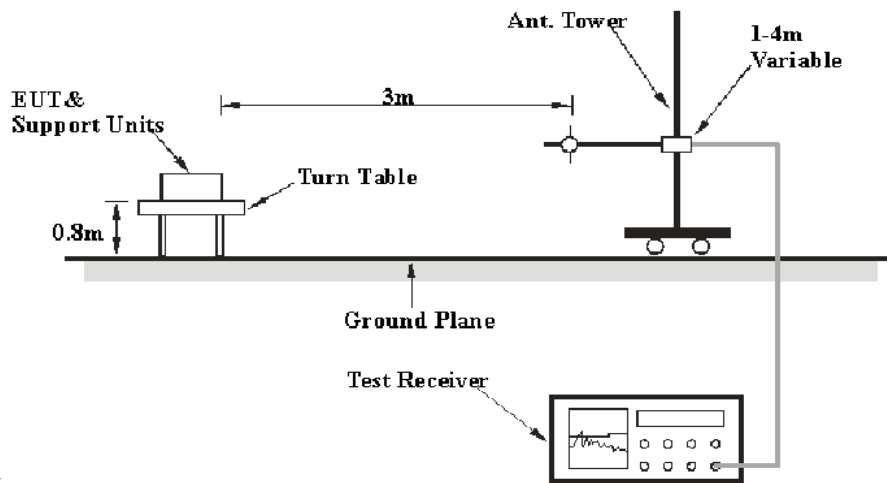 Ant. Tower
1-4m
Variable
3m
EUT &
Support Units
Turn Table
0.8m
Ground Plane
Test Receiver